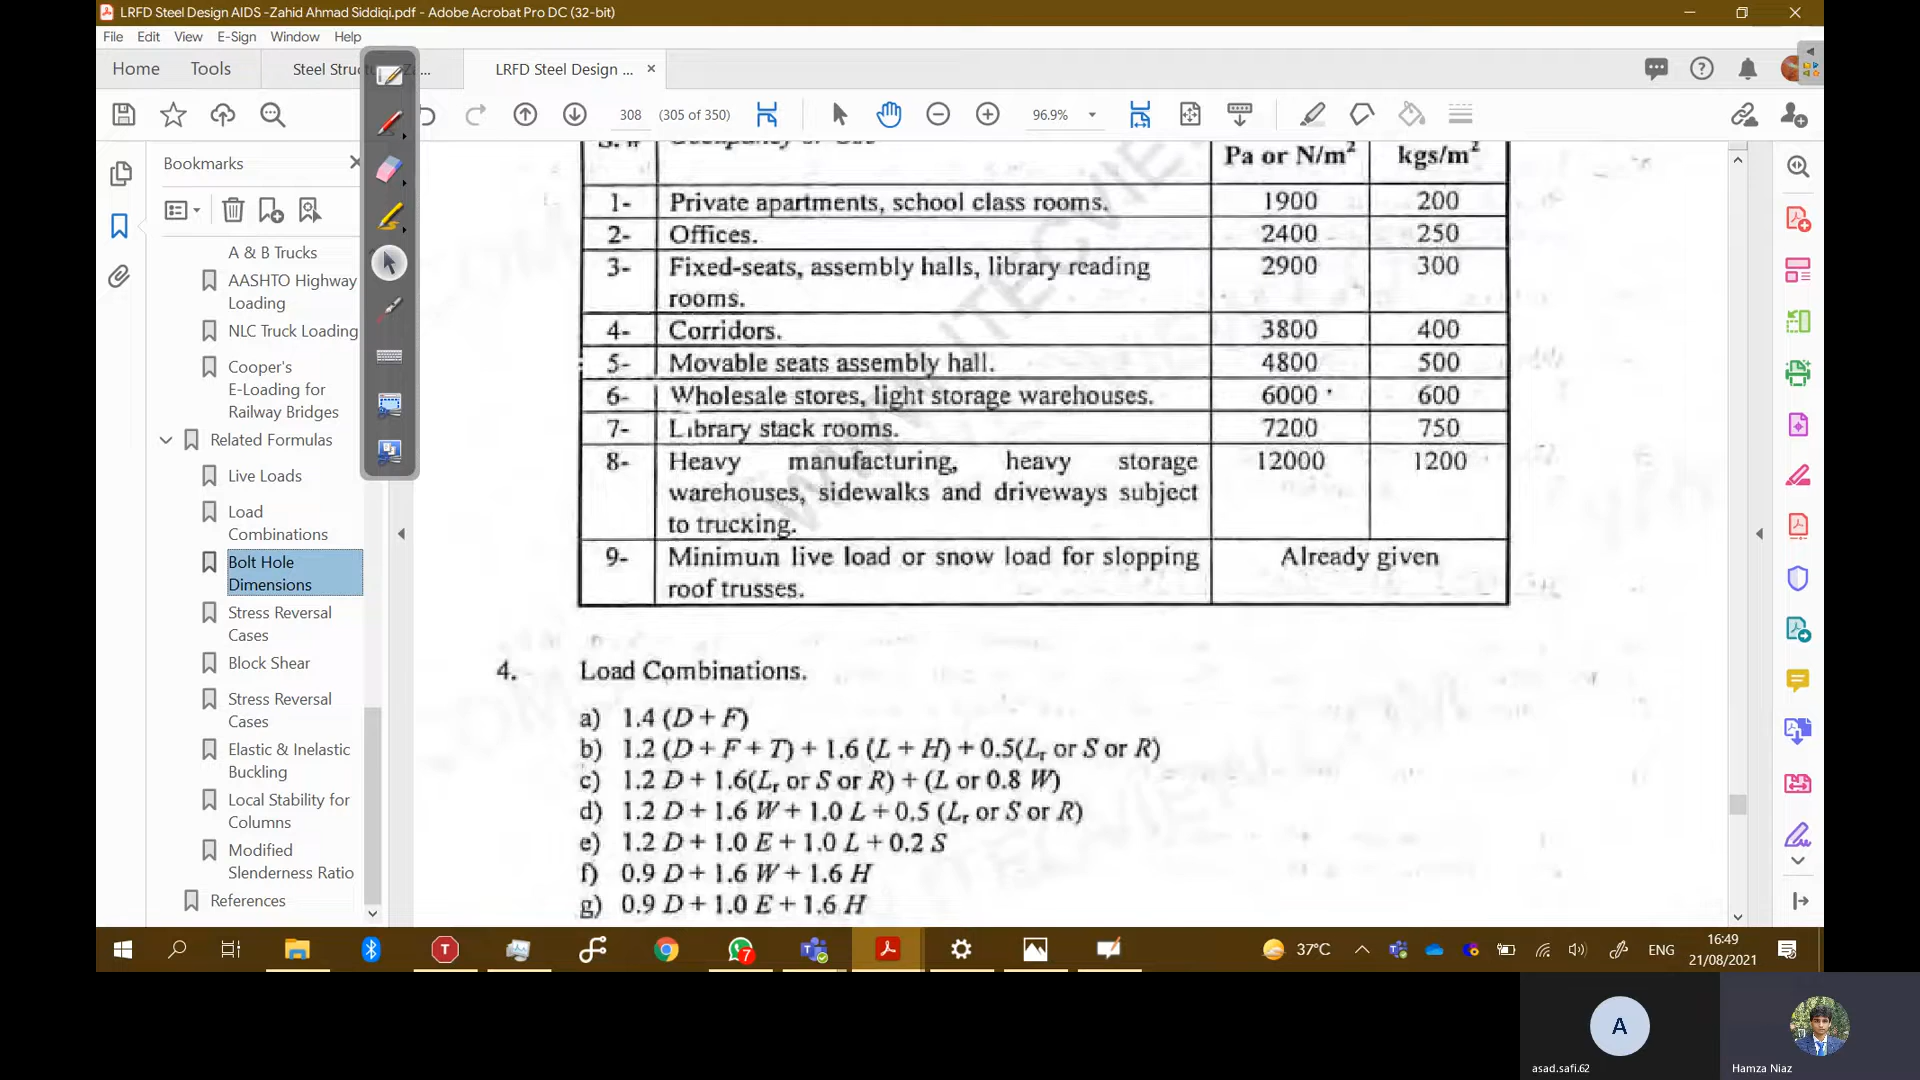 LRFD Steel Design AIDS -Zahid Ahmad Siddiqi.pdf - Adobe Acrobat Pro DC (32-bit)
File Edit View E-Sign Window Help
Home Tools Steel Stru ... LRFD Steel Design ...
308 (305 of 350) 96.9%
Bookmarks
A & B Trucks
AASHTO Highway
Loading
NLC Truck Loading
Cooper's
E-Loading for
Railway Bridges
Related Formulas
Live Loads
Load
Combinations
Bolt Hole
Dimensions
Stress Reversal
Cases
Block Shear
Stress Reversal
Cases
Elastic & Inelastic
Buckling
Local Stability for
Columns
Modified
Slenderness Ratio
References
Pa or N/m² kgs/m²
1- Private apartments, school class rooms. 1900 200
2- Offices. 2400 250
3- Fixed-seats, assembly halls, library reading 2900 300
rooms.
4- Corridors. 3800 400
5- Movable seats assembly hall. 4800 500
6- Wholesale stores, light storage warehouses. 6000 600
7- Library stack rooms. 7200 750
8- Heavy manufacturing, heavy storage 12000 1200
warehouses, sidewalks and driveways subject
to trucking.
9- Minimum live load or snow load for slopping Already given
roof trusses.
4. Load Combinations.
a) 1.4 (D + F)
b) 1.2 (D + F + T) + 1.6 (L + H) + 0.5(Lr or S or R)
c) 1.2 D + 1.6(Lr or S or R) + (L or 0.8 W)
d) 1.2 D + 1.6 W + 1.0 L + 0.5 (Lr or S or R)
e) 1.2 D + 1.0 E + 1.0 L + 0.2 S
f) 0.9 D + 1.6 W + 1.6 H
g) 0.9 D + 1.0 E + 1.6 H
7 37°C ENG
16:49
21/08/2021
A
asad.safi.62
Hamza Niaz